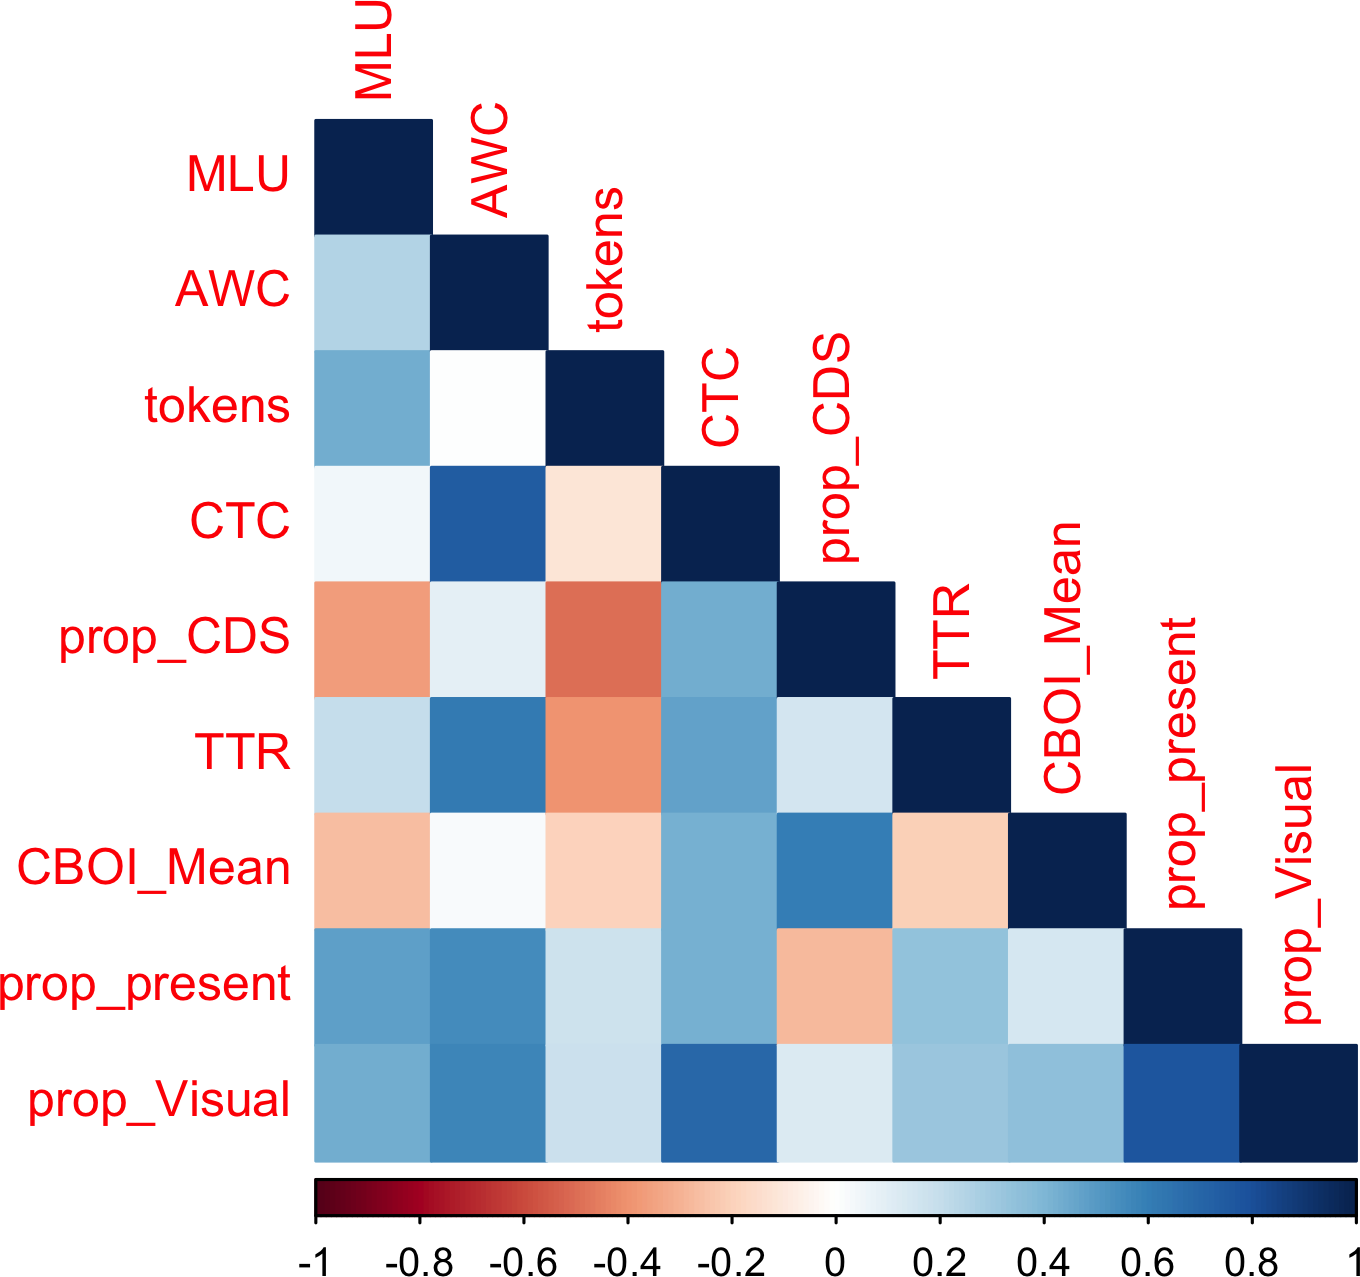 MLU
AWC
tokens
CTC
prop_CDS
TTR
CBOI_Mean
prop_present
prop_Visual
MLU
AWC
tokens
CTC
prop_CDS
TTR
CBOI_Mean
prop_present
prop_Visual
-1 -0.8 -0.6 -0.4 -0.2 0 0.2 0.4 0.6 0.8 1